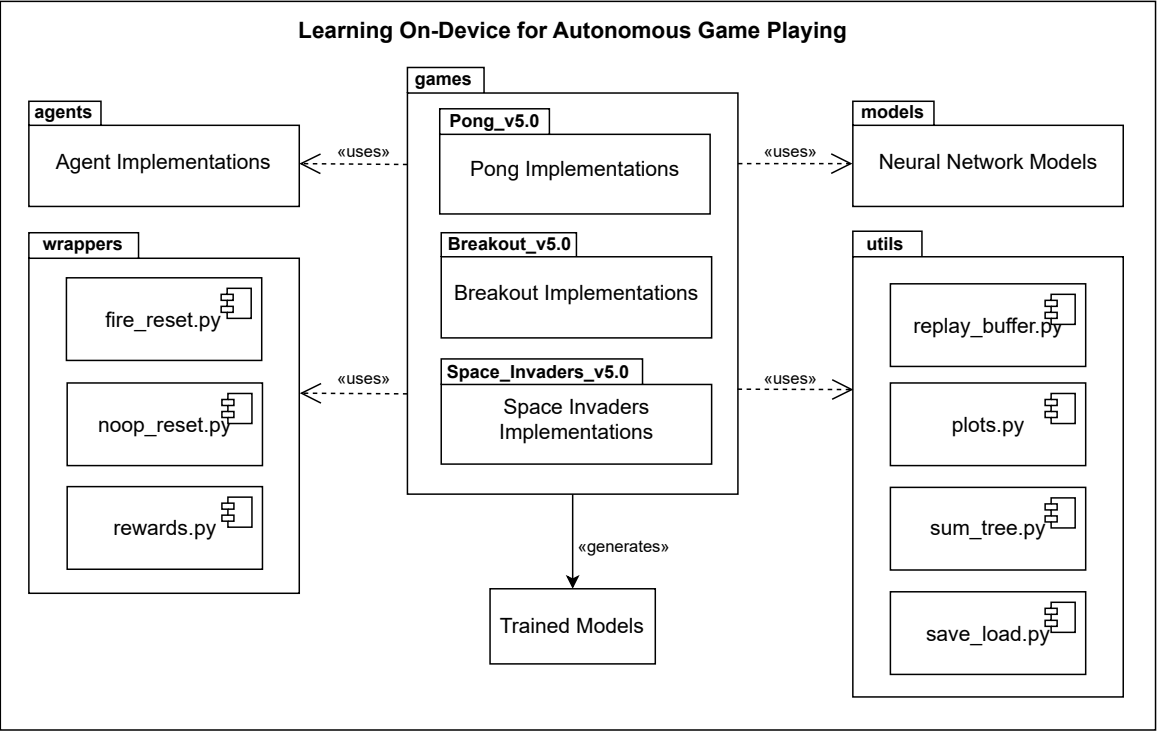 Learning On-Device for Autonomous Game Playing
agents
Agent Implementations
wrappers
fire_reset.py
noop_reset.py
rewards.py
«uses»
«uses»
games
Pong_v5.0
Pong Implementations
Breakout_v5.0
Breakout Implementations
Space_Invaders_v5.0
Space Invaders
Implementations
«generates»
Trained Models
«uses»
«uses»
models
Neural Network Models
utils
replay_buffer.py
plots.py
sum_tree.py
save_load.py